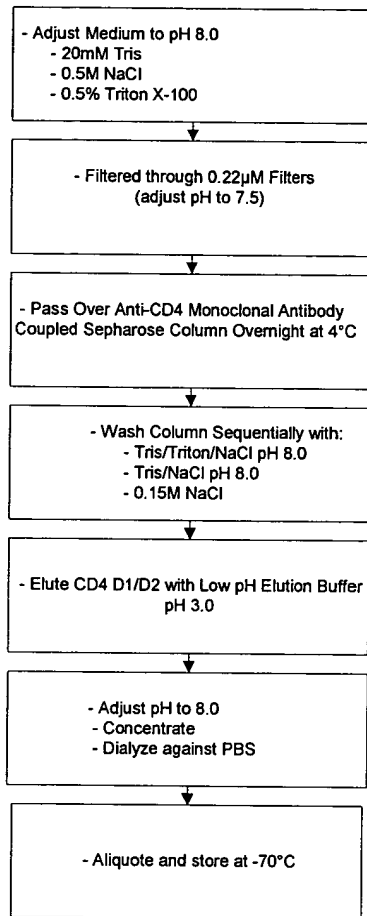 - Adjust Medium to pH 8.0
- 20mM Tris
- 0.5M NaCl
- 0.5% Triton X-100
- Filtered through 0.22µM Filters
(adjust pH to 7.5)
- Pass Over Anti-CD4 Monoclonal Antibody
Coupled Sepharose Column Overnight at 4°C
- Wash Column Sequentially with:
- Tris/Triton/NaCl pH 8.0
- Tris/NaCl pH 8.0
- 0.15M NaCl
- Elute CD4 D1/D2 with Low pH Elution Buffer
pH 3.0
- Adjust pH to 8.0
- Concentrate
- Dialyze against PBS
- Aliquote and store at -70°C